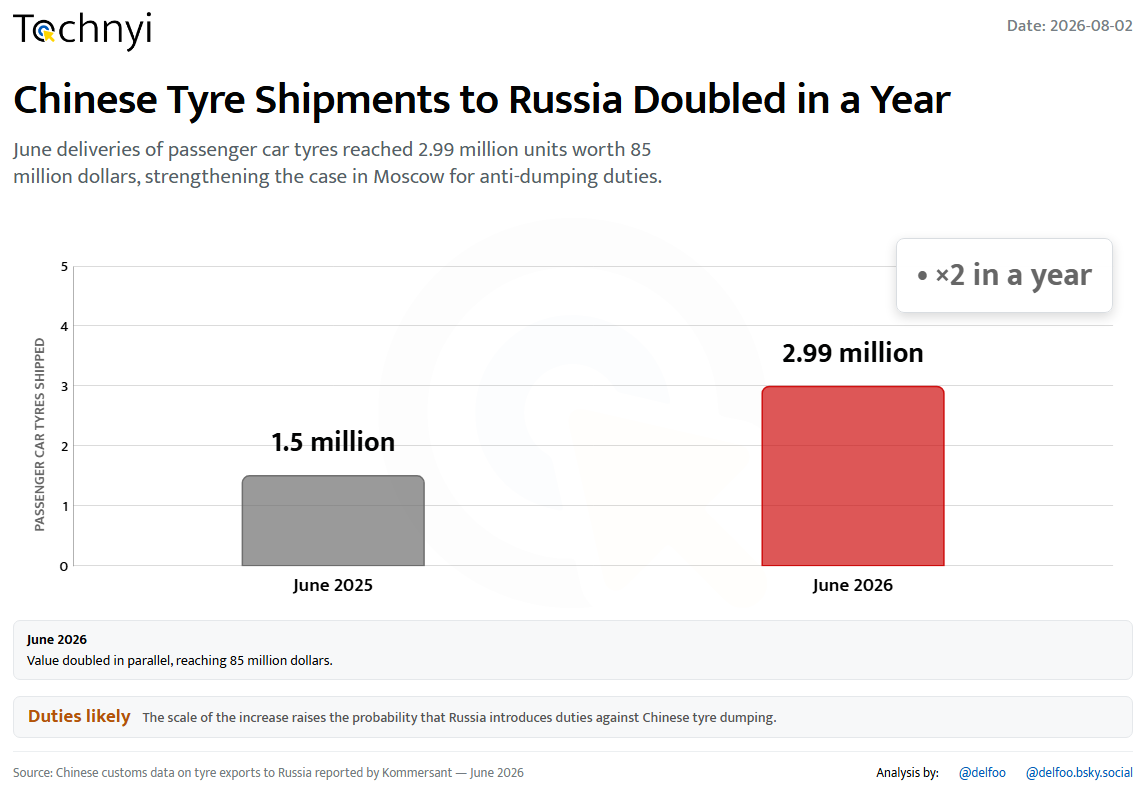 Technyi
Date: 2026-08-02
Chinese Tyre Shipments to Russia Doubled in a Year
June deliveries of passenger car tyres reached 2.99 million units worth 85
million dollars, strengthening the case in Moscow for anti-dumping duties.
• ×2 in a year
5
4
3
2
1
0
PASSENGER CAR TYRES SHIPPED
1.5 million
2.99 million
June 2025
June 2026
June 2026
Value doubled in parallel, reaching 85 million dollars.
Duties likely The scale of the increase raises the probability that Russia introduces duties against Chinese tyre dumping.
Source: Chinese customs data on tyre exports to Russia reported by Kommersant — June 2026
Analysis by: @delfoo @delfoo.bsky.social